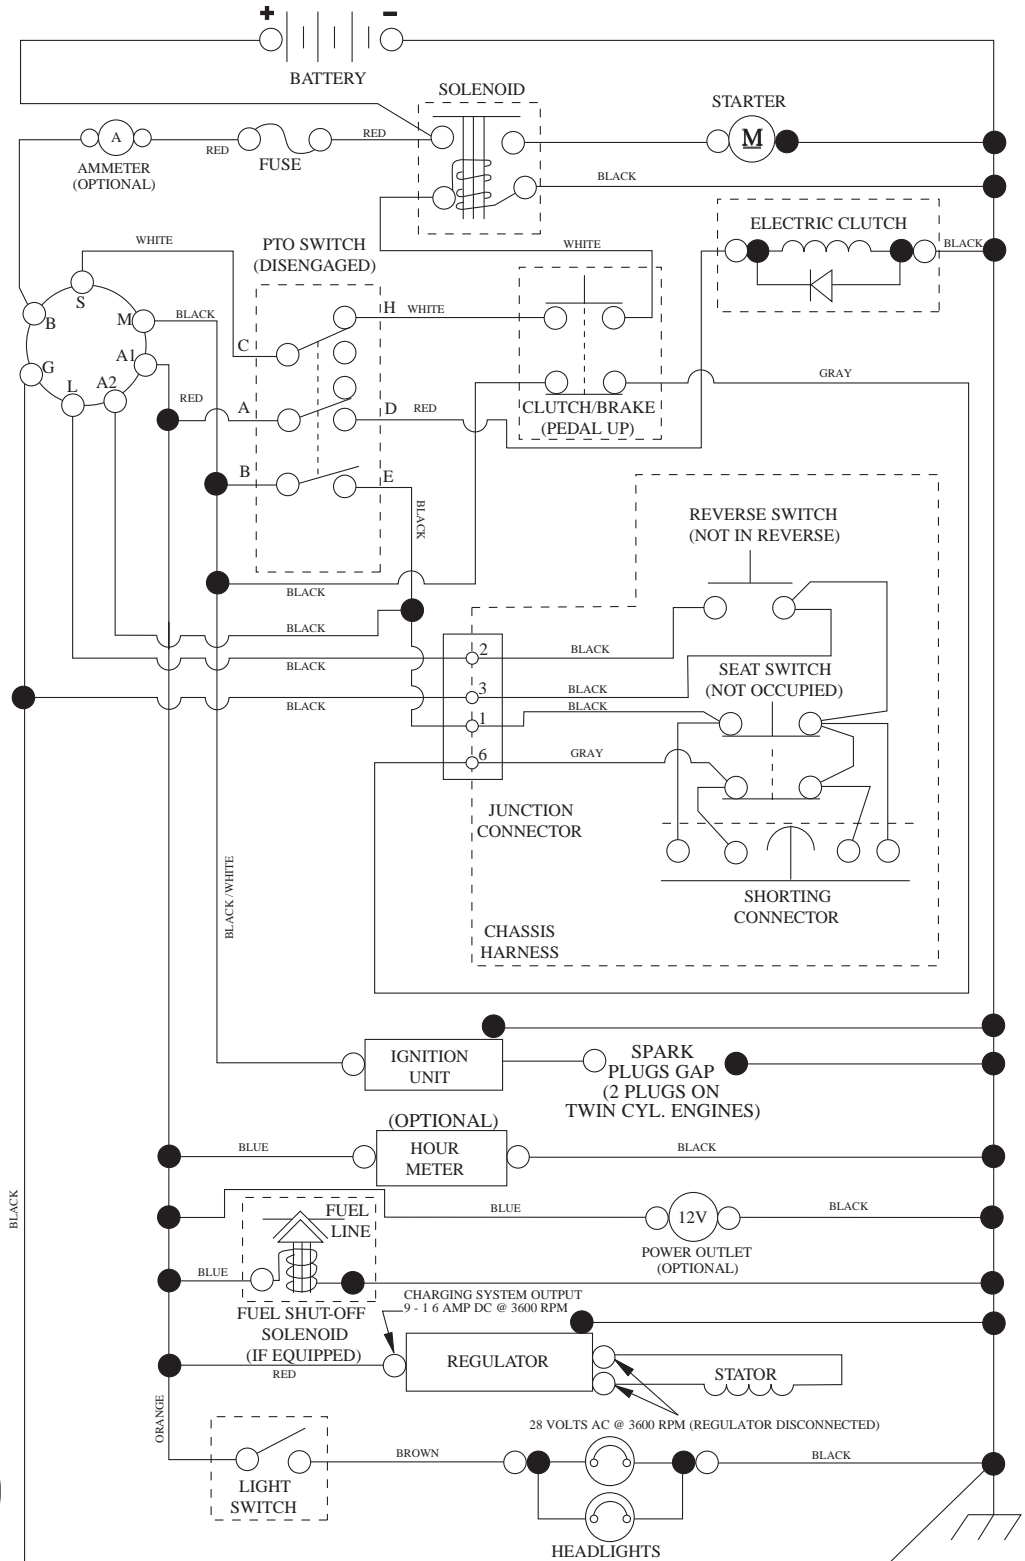 + -
BATTERY
SOLENOID
STARTER
M
A
AMMETER
(OPTIONAL)
RED
FUSE
RED
BLACK
ELECTRIC CLUTCH
BLACK
WHITE
PTO SWITCH
(DISENGAGED)
WHITE
S
B
M
BLACK
H
WHITE
C
G
A1
L
A2
GRAY
RED
A
D
RED
CLUTCH/BRAKE
(PEDAL UP)
B
E
BLACK
REVERSE SWITCH
(NOT IN REVERSE)
BLACK
BLACK
2
BLACK
BLACK
SEAT SWITCH
(NOT OCCUPIED)
3
BLACK
BLACK
BLACK
1
6
GRAY
JUNCTION
CONNECTOR
BLACK/WHITE
SHORTING
CONNECTOR
CHASSIS
HARNESS
IGNITION
UNIT
SPARK
PLUGS GAP
(2 PLUGS ON
TWIN CYL. ENGINES)
(OPTIONAL)
HOUR
METER
BLUE
BLACK
BLACK
FUEL
LINE
BLUE
12V
BLACK
POWER OUTLET
(OPTIONAL)
BLUE
CHARGING SYSTEM OUTPUT
9 - 1 6 AMP DC @ 3600 RPM
FUEL SHUT-OFF
SOLENOID
(IF EQUIPPED)
RED
REGULATOR
STATOR
ORANGE
28 VOLTS AC @ 3600 RPM (REGULATOR DISCONNECTED)
BROWN
BLACK
LIGHT
SWITCH
HEADLIGHTS